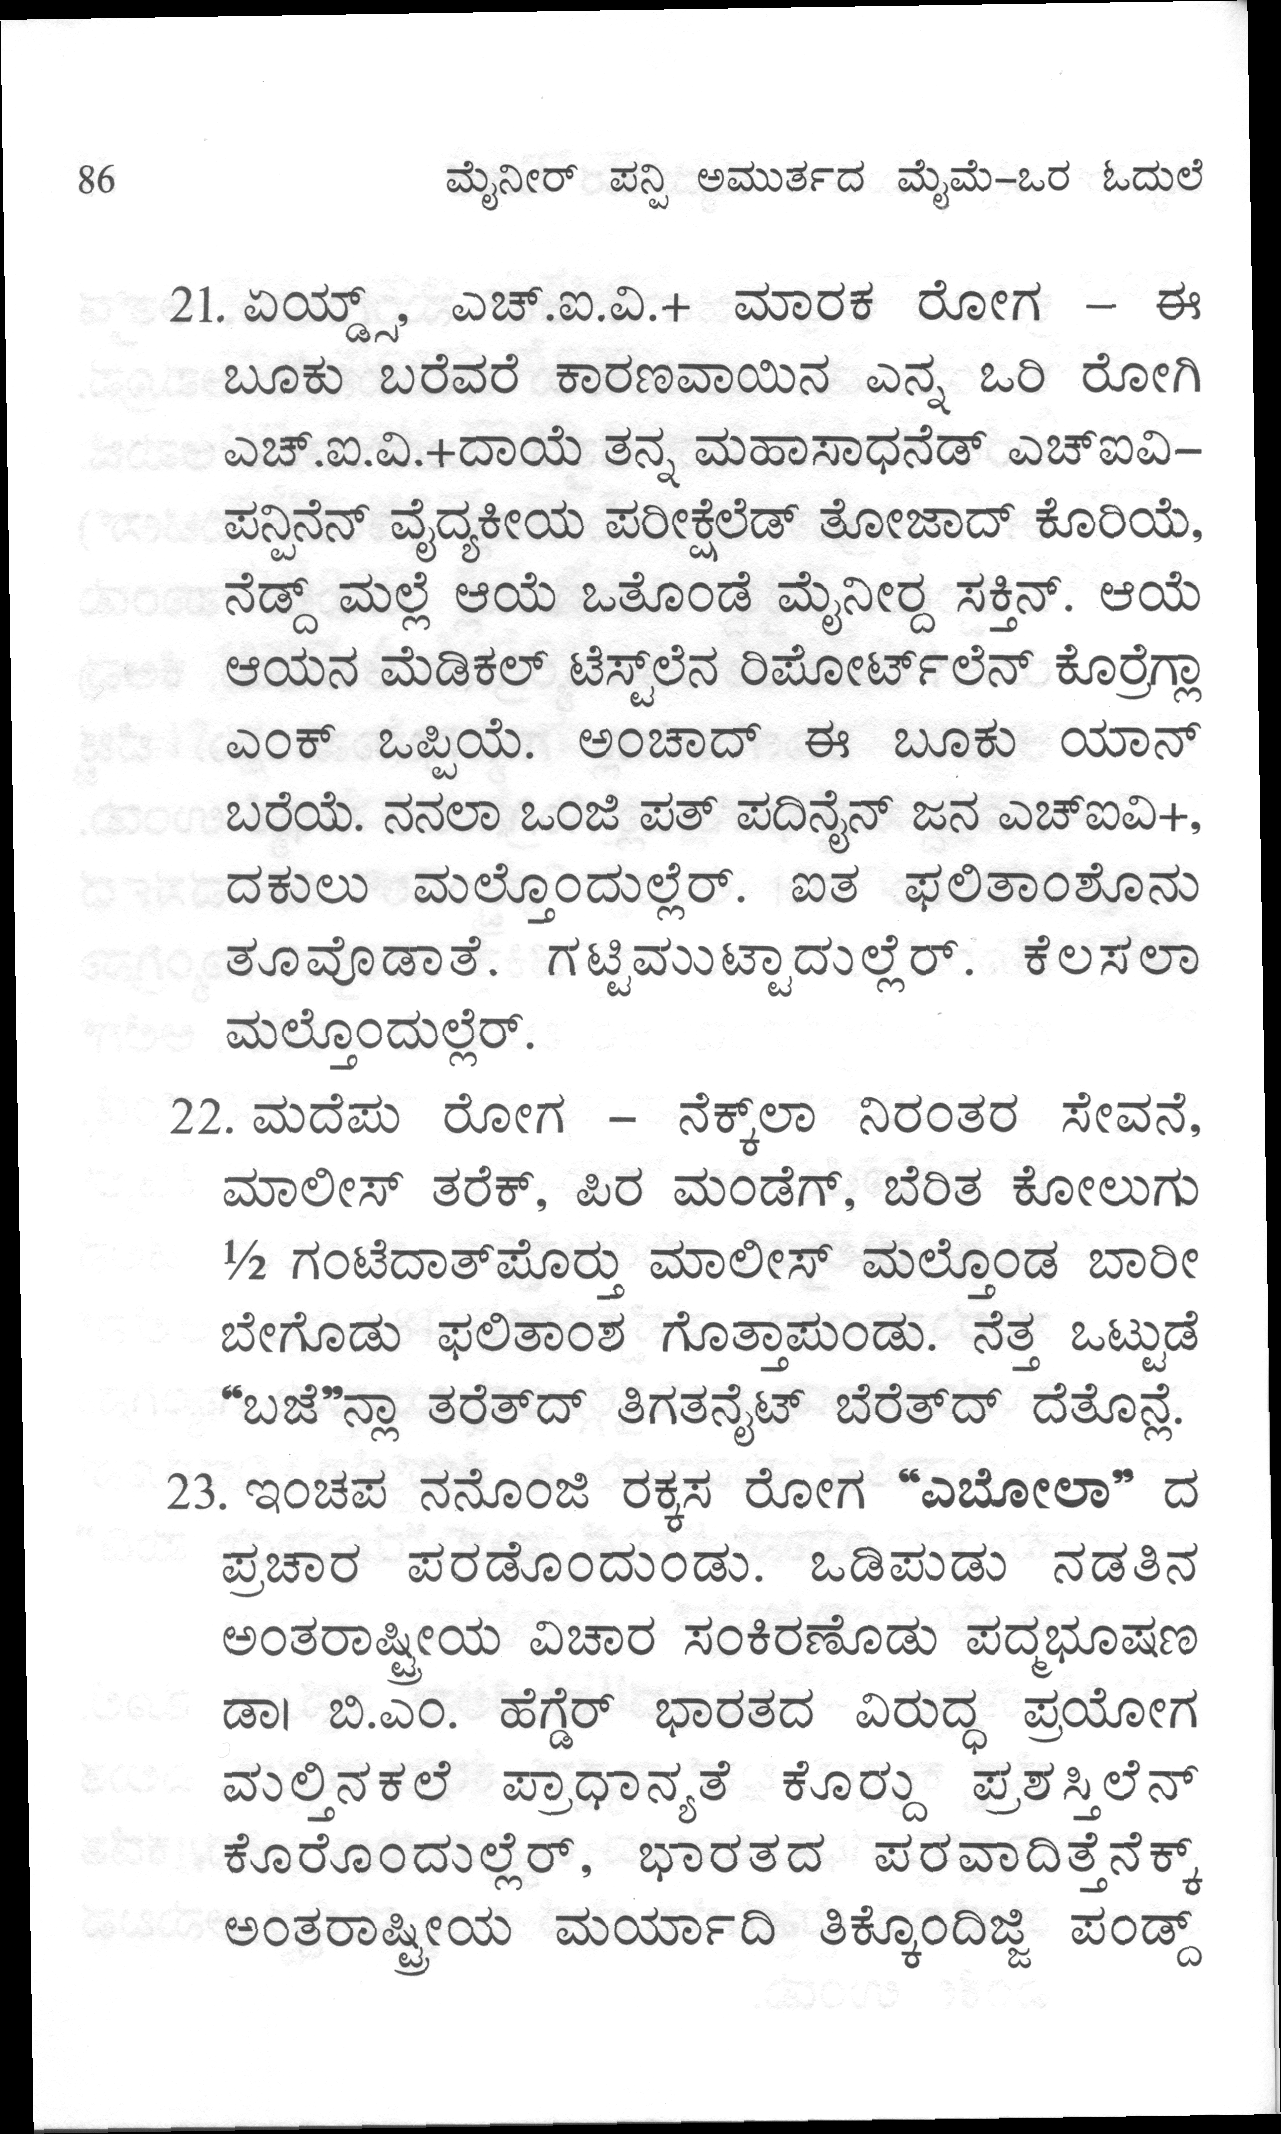 86 ಮೈನೀರ್ ಪನ್ಪಿ ಅಮುರ್ತದ ಮೈಮೆ-ಒರ ಓದುಲೆ
21. ಏಯ್ಡ್ಸ್, ಎಚ್.ಐ.ವಿ.+ ಮಾರಕ ರೋಗ – ಈ
ಬೂಕು ಬರೆವರೆ ಕಾರಣವಾಯಿನ ಎನ್ನ ಒರಿ ರೋಗಿ
ಎಚ್.ಐ.ವಿ.+ದಾಯೆ ತನ್ನ ಮಹಾಸಾಧನೆಡ್ ಎಚ್ಐವಿ–
ಪನ್ಪಿನೆನ್ ವೈದ್ಯಕೀಯ ಪರೀಕ್ಷೆಲೆಡ್ ತೋಜಾದ್ ಕೊರಿಯೆ,
ನೆಡ್ದ್ ಮಲ್ಲೆ ಆಯೆ ಒತೊಂಡೆ ಮೈನೀರ್‍ದ ಸಕ್ತಿನ್. ಆಯೆ
ಆಯನ ಮೆಡಿಕಲ್ ಟೆಸ್ಟ್‌ಲೆನ ರಿಪೋರ್ಟ್‌ಲೆನ್ ಕೊರ್‍ರೆಗ್ಲಾ
ಎಂಕ್ ಒಪ್ಪಿಯೆ. ಅಂಚಾದ್ ಈ ಬೂಕು ಯಾನ್
ಬರೆಯೆ. ನನಲಾ ಒಂಜಿ ಪತ್ ಪದಿನೈನ್ ಜನ ಎಚ್ಐವಿ+,
ದಕುಲು ಮಲ್ತೊಂದುಲ್ಲೆರ್. ಐತ ಫಲಿತಾಂಶೊನು
ತೂವೊಡಾತೆ. ಗಟ್ಟಿಮುಟ್ಟಾದುಲ್ಲೆರ್. ಕೆಲಸಲಾ
ಮಲ್ತೊಂದುಲ್ಲೆರ್.
22. ಮದೆಪು ರೋಗ – ನೆಕ್ಕ್‌ಲಾ ನಿರಂತರ ಸೇವನೆ,
ಮಾಲೀಸ್ ತರೆಕ್, ಪಿರ ಮಂಡೆಗ್, ಬೆರಿತ ಕೋಲುಗು
½ ಗಂಟೆದಾತ್‌ಪೊರ್‍ತು ಮಾಲೀಸ್ ಮಲ್ತೊಂಡ ಬಾರೀ
ಬೇಗೊಡು ಫಲಿತಾಂಶ ಗೊತ್ತಾಪುಂಡು. ನೆತ್ತ ಒಟ್ಟುಡೆ
“ಬಜೆ”ನ್ಲಾ ತರೆತ್‌ದ್ ತಿಗತನೈಟ್ ಬೆರೆತ್‌ದ್ ದೆತೊನ್ಲೆ.
23. ಇಂಚಪ ನನೊಂಜಿ ರಕ್ಕಸ ರೋಗ “ಎಬೋಲಾ” ದ
ಪ್ರಚಾರ ಪರಡೊಂದುಂಡು. ಒಡಿಪುಡು ನಡತಿನ
ಅಂತರಾಷ್ಟ್ರೀಯ ವಿಚಾರ ಸಂಕಿರಣೊಡು ಪದ್ಮಭೂಷಣ
ಡಾ। ಬಿ.ಎಂ. ಹೆಗ್ಡೆರ್ ಭಾರತದ ವಿರುದ್ಧ ಪ್ರಯೋಗ
ಮಲ್ತಿನಕಲೆ ಪ್ರಾಧಾನ್ಯತೆ ಕೊರ್‍ದು ಪ್ರಶಸ್ತಿಲೆನ್
ಕೊರೊಂದುಲ್ಲೆರ್, ಭಾರತದ ಪರವಾದಿತ್ತೆನೆಕ್ಕ್
ಅಂತರಾಷ್ಟ್ರೀಯ ಮರ್ಯಾದಿ ತಿಕ್ಕೊಂದಿಜ್ಜಿ ಪಂಡ್ದ್